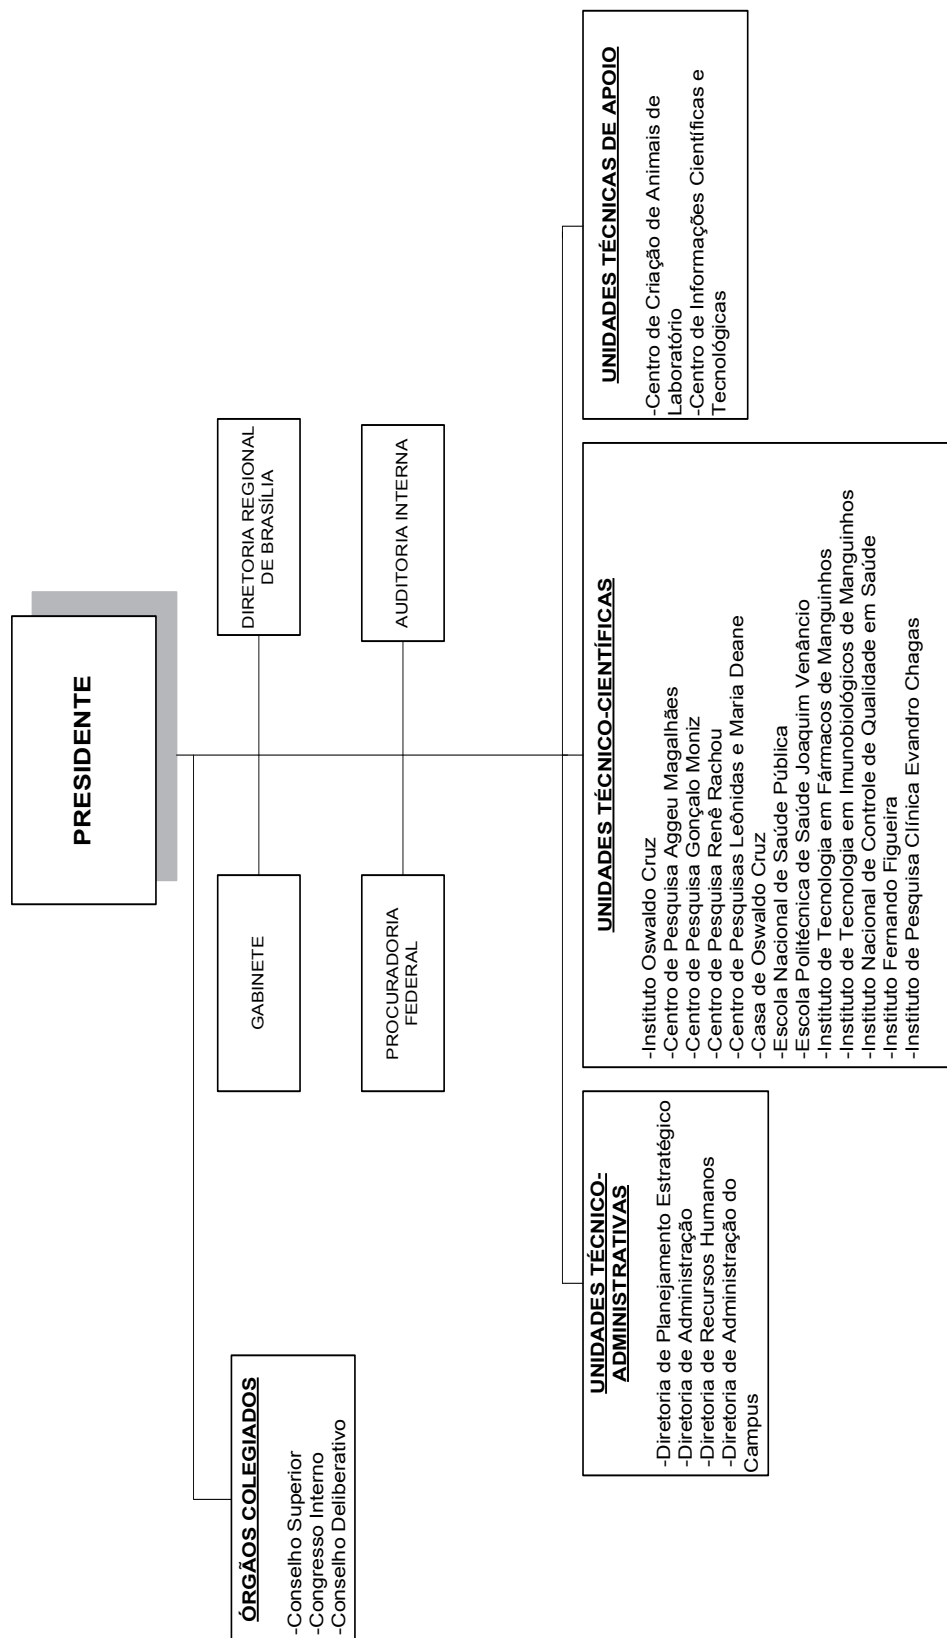 PRESIDENTE
ÓRGÃOS COLEGIADOS
-Conselho Superior
-Congresso Interno
-Conselho Deliberativo
GABINETE
DIRETORIA REGIONAL
DE BRASÍLIA
PROCURADORIA
FEDERAL
AUDITORIA INTERNA
UNIDADES TÉCNICO-
ADMINISTRATIVAS
-Diretoria de Planejamento Estratégico
-Diretoria de Administração
-Diretoria de Recursos Humanos
-Diretoria de Administração do
Campus
UNIDADES TÉCNICO-CIENTÍFICAS
-Instituto Oswaldo Cruz
-Centro de Pesquisa Aggeu Magalhães
-Centro de Pesquisa Gonçalo Moniz
-Centro de Pesquisa Renê Rachou
-Centro de Pesquisas Leônidas e Maria Deane
-Casa de Oswaldo Cruz
-Escola Nacional de Saúde Pública
-Escola Politécnica de Saúde Joaquim Venâncio
-Instituto de Tecnologia em Fármacos de Manguinhos
-Instituto de Tecnologia em Imunobiológicos de Manguinhos
-Instituto Nacional de Controle de Qualidade em Saúde
-Instituto Fernando Figueira
-Instituto de Pesquisa Clínica Evandro Chagas
UNIDADES TÉCNICAS DE APOIO
-Centro de Criação de Animais de
Laboratório
-Centro de Informações Científicas e
Tecnológicas